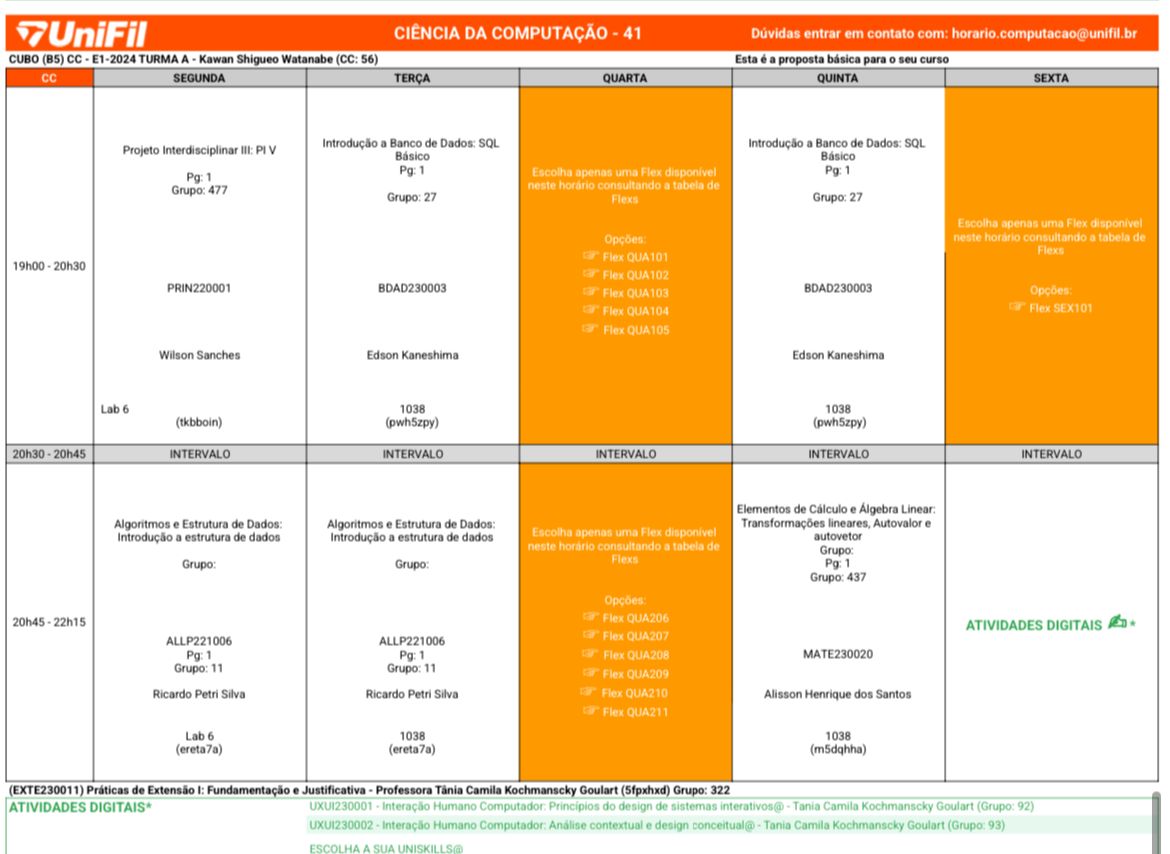 UniFil
CIÊNCIA DA COMPUTAÇÃO - 41
Dúvidas entrar em contato com: horario.computacao@unifil.br
CUBO (B5) CC - E1-2024 TURMA A - Kawan Shigueo Watanabe (CC: 56)
Esta é a proposta básica para o seu curso
CC
SEGUNDA
TERÇA
QUARTA
QUINTA
SEXTA
19h00 - 20h30
Projeto Interdisciplinar III: PI V
Pg: 1
Grupo: 477
PRIN220001
Wilson Sanches
Lab 6
(tkbboin)
Introdução a Banco de Dados: SQL
Básico
Pg: 1
Grupo: 27
BDAD230003
Edson Kaneshima
1038
(pwh5zpy)
Escolha apenas uma Flex disponível
neste horário consultando a tabela de
Flexs
Opções:
☞ Flex QUA101
☞ Flex QUA102
☞ Flex QUA103
☞ Flex QUA104
☞ Flex QUA105
Introdução a Banco de Dados: SQL
Básico
Pg: 1
Grupo: 27
BDAD230003
Edson Kaneshima
1038
(pwh5zpy)
Escolha apenas uma Flex disponível
neste horário consultando a tabela de
Flexs
Opções:
☞ Flex SEX101
20h30 - 20h45
INTERVALO
INTERVALO
INTERVALO
INTERVALO
INTERVALO
20h45 - 22h15
Algoritmos e Estrutura de Dados:
Introdução a estrutura de dados
Grupo:
ALLP221006
Pg: 1
Grupo: 11
Ricardo Petri Silva
Lab 6
(ereta7a)
Algoritmos e Estrutura de Dados:
Introdução a estrutura de dados
Grupo:
ALLP221006
Pg: 1
Grupo: 11
Ricardo Petri Silva
1038
(ereta7a)
Escolha apenas uma Flex disponível
neste horário consultando a tabela de
Flexs
Opções:
☞ Flex QUA206
☞ Flex QUA207
☞ Flex QUA208
☞ Flex QUA209
☞ Flex QUA210
☞ Flex QUA211
Elementos de Cálculo e Álgebra Linear:
Transformações lineares, Autovalor e
autovetor
Grupo:
Pg: 1
Grupo: 437
MATE230020
Alisson Henrique dos Santos
1038
(m5dqhha)
ATIVIDADES DIGITAIS ✍*
(EXTE230011) Práticas de Extensão I: Fundamentação e Justificativa - Professora Tânia Camila Kochmanscky Goulart (5fpxhxd) Grupo: 322
ATIVIDADES DIGITAIS*
UXUI230001 - Interação Humano Computador: Princípios do design de sistemas interativos@ - Tania Camila Kochmanscky Goulart (Grupo: 92)
UXUI230002 - Interação Humano Computador: Análise contextual e design conceitual@ - Tania Camila Kochmanscky Goulart (Grupo: 93)
ESCOLHA A SUA UNISKILLS@